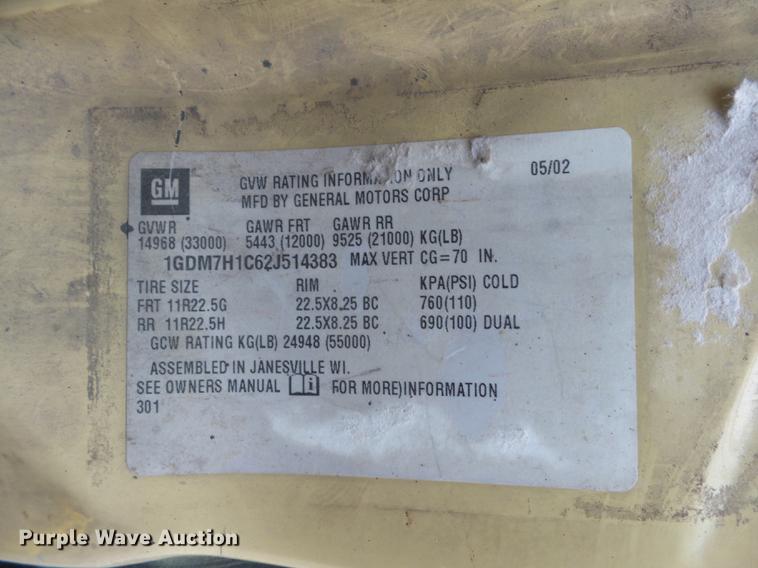 GM
GVW RATING INFORMATION ONLY 05/02
MFD BY GENERAL MOTORS CORP
GVWR GAWR FRT GAWR RR
14968 (33000) 5443 (12000) 9525 (21000) KG(LB)
1GDM7H1C62J514383 MAX VERT CG=70 IN.
TIRE SIZE RIM KPA(PSI) COLD
FRT 11R22.5G 22.5X8.25 BC 760(110)
RR 11R22.5H 22.5X8.25 BC 690(100) DUAL
GCW RATING KG(LB) 24948 (55000)
ASSEMBLED IN JANESVILLE WI.
SEE OWNERS MANUAL i FOR MORE)INFORMATION
301
Purple Wave Auction